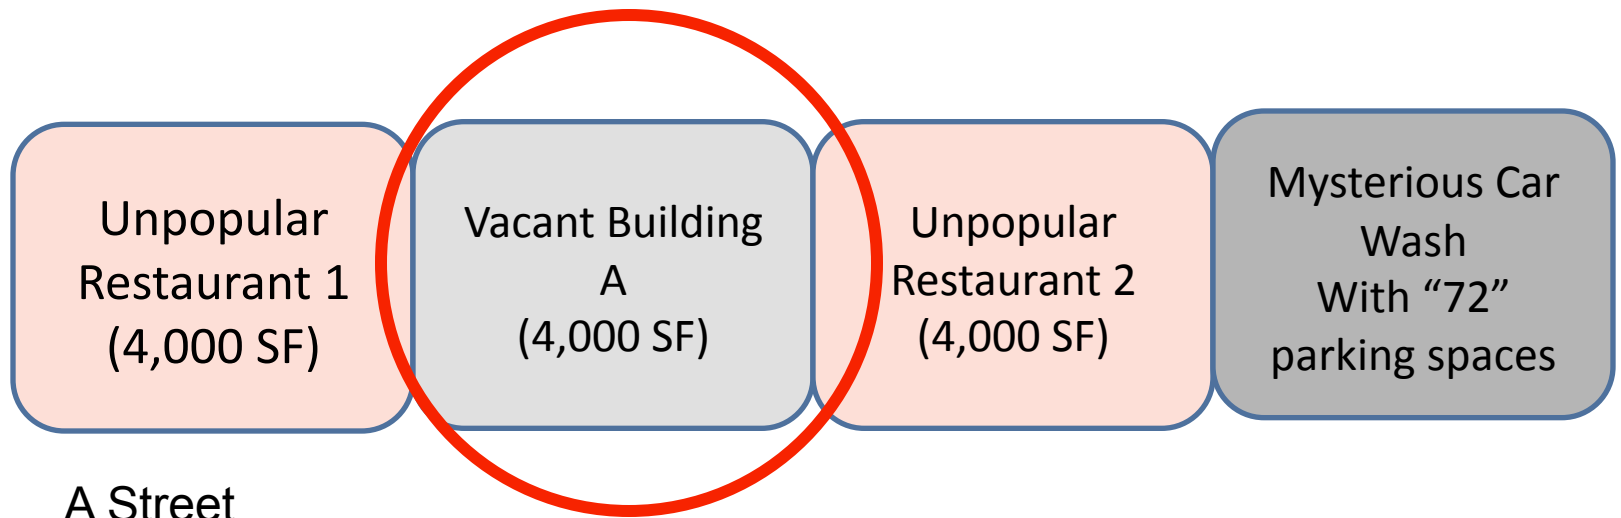 Unpopular
Restaurant 1
(4,000 SF)
Vacant Building
A
(4,000 SF)
Unpopular
Restaurant 2
(4,000 SF)
Mysterious Car
Wash
With “72”
parking spaces
A Street